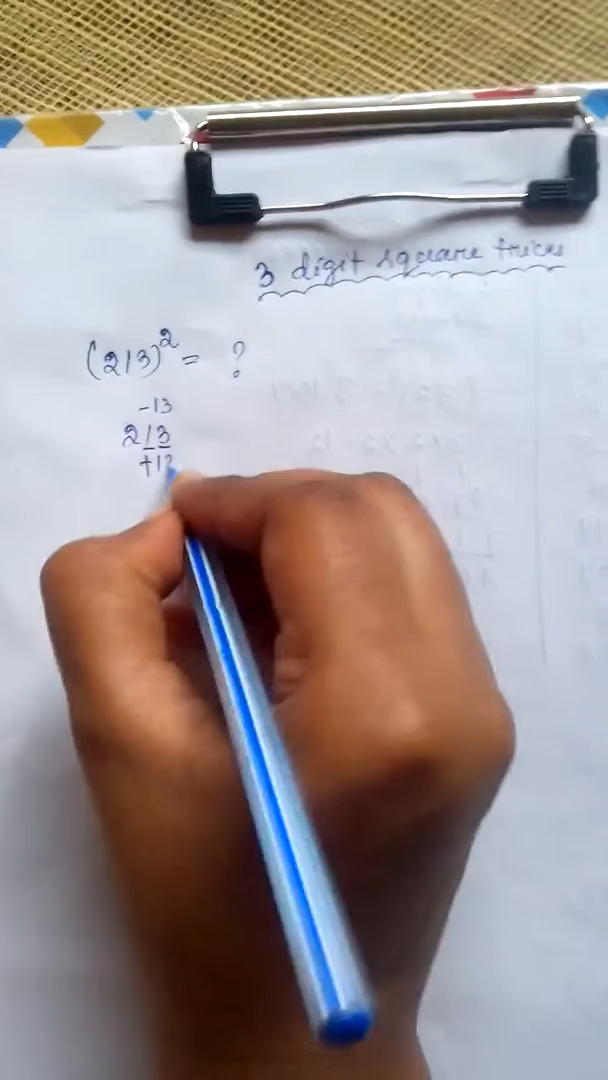 3 digit square tricks
(213)² = ?
-13
213
+13